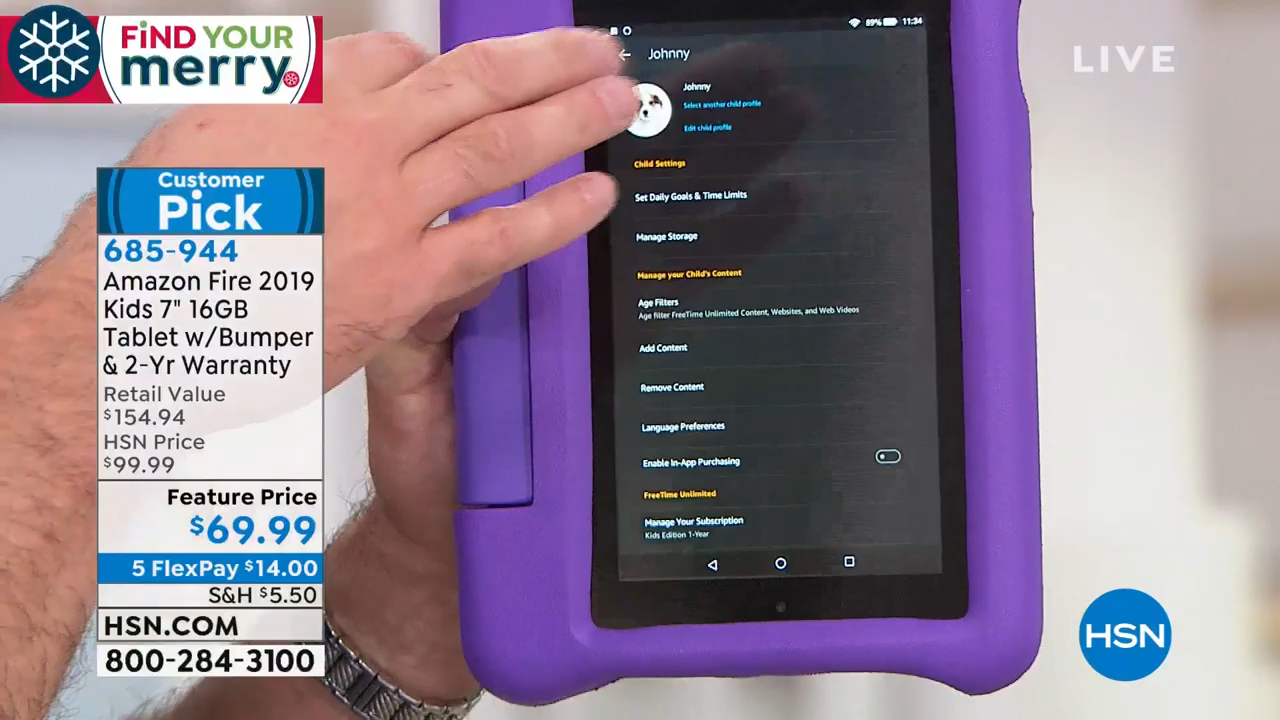 FiND YOUR
merry
LIVE
Customer
Pick
685-944
Amazon Fire 2019
Kids 7" 16GB
Tablet w/Bumper
& 2-Yr Warranty
Retail Value
$154.94
HSN Price
$99.99
Feature Price
$69.99
5 FlexPay $14.00
S&H $5.50
HSN.COM
800-284-3100
89% 11:34
Johnny
Johnny
Select another child profile
Edit child profile
Child Settings
Set Daily Goals & Time Limits
Manage Storage
Manage your Child's Content
Age Filters
Age filter FreeTime Unlimited Content, Websites, and Web Videos
Add Content
Remove Content
Language Preferences
Enable In-App Purchasing
FreeTime Unlimited
Manage Your Subscription
Kids Edition 1-Year
HSN